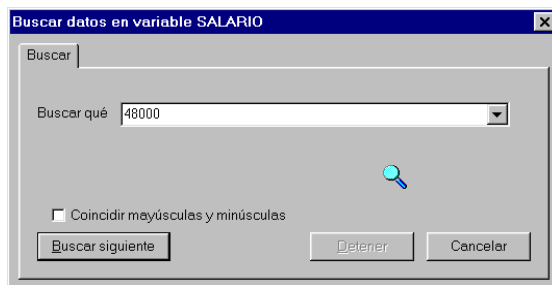 Buscar datos en variable SALARIO
Buscar
Buscar qué 48000
Coincidir mayúsculas y minúsculas
Buscar siguiente Detener Cancelar